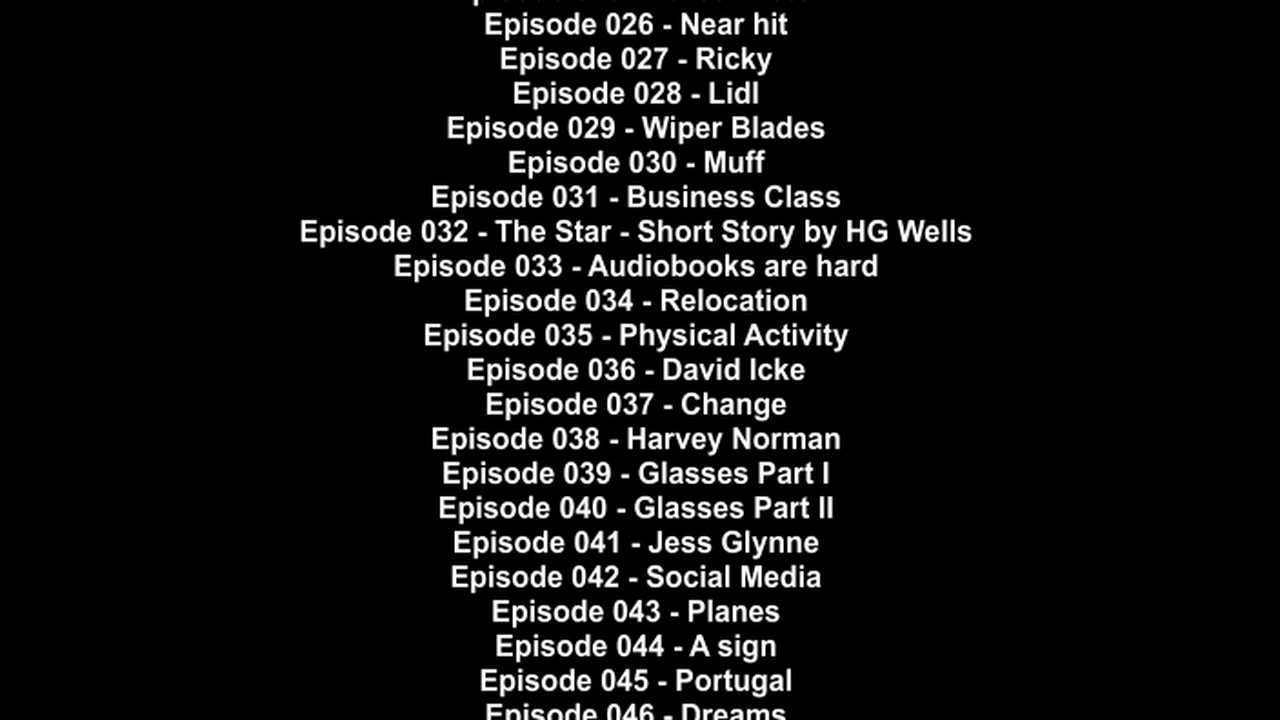 Episode 026 - Near hit
Episode 027 - Ricky
Episode 028 - Lidl
Episode 029 - Wiper Blades
Episode 030 - Muff
Episode 031 - Business Class
Episode 032 - The Star - Short Story by HG Wells
Episode 033 - Audiobooks are hard
Episode 034 - Relocation
Episode 035 - Physical Activity
Episode 036 - David Icke
Episode 037 - Change
Episode 038 - Harvey Norman
Episode 039 - Glasses Part I
Episode 040 - Glasses Part II
Episode 041 - Jess Glynne
Episode 042 - Social Media
Episode 043 - Planes
Episode 044 - A sign
Episode 045 - Portugal
Episode 046 - Dreams